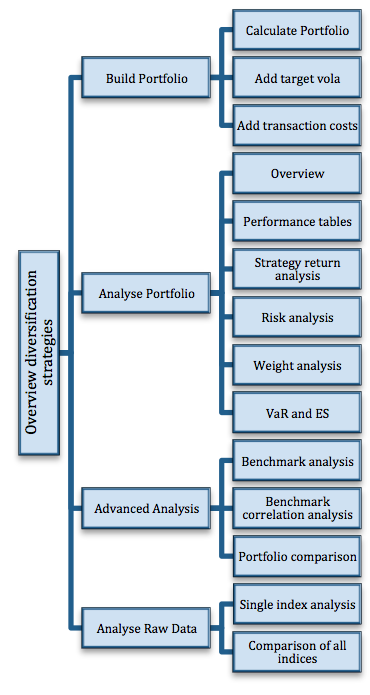 Overview diversification
strategies
Build Portfolio
Calculate Portfolio
Add target vola
Add transaction costs
Analyse Portfolio
Overview
Performance tables
Strategy return
analysis
Risk analysis
Weight analysis
VaR and ES
Advanced Analysis
Benchmark analysis
Benchmark
correlation analysis
Portfolio comparison
Analyse Raw Data
Single index analysis
Comparison of all
indices